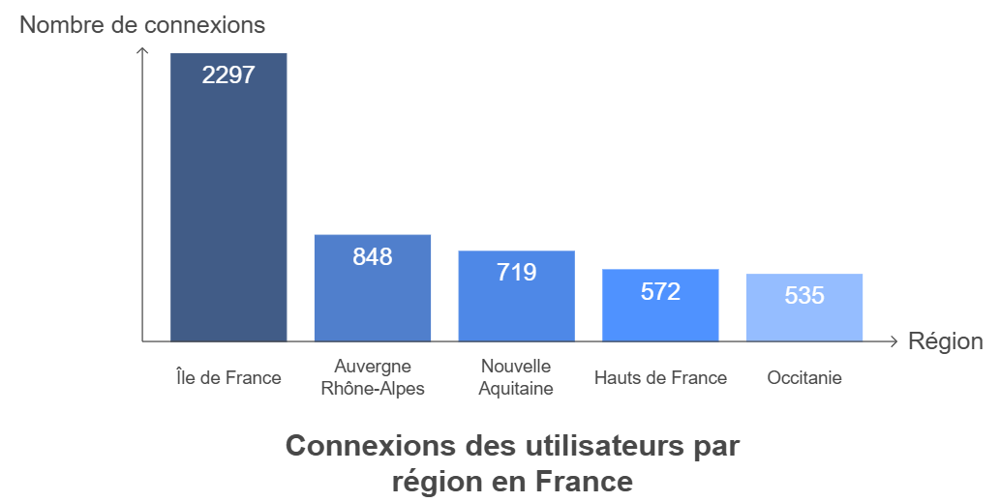 Nombre de connexions
2297
848
719
572
535
Région
Île de France
Auvergne
Rhône-Alpes
Nouvelle
Aquitaine
Hauts de France
Occitanie
Connexions des utilisateurs par
région en France